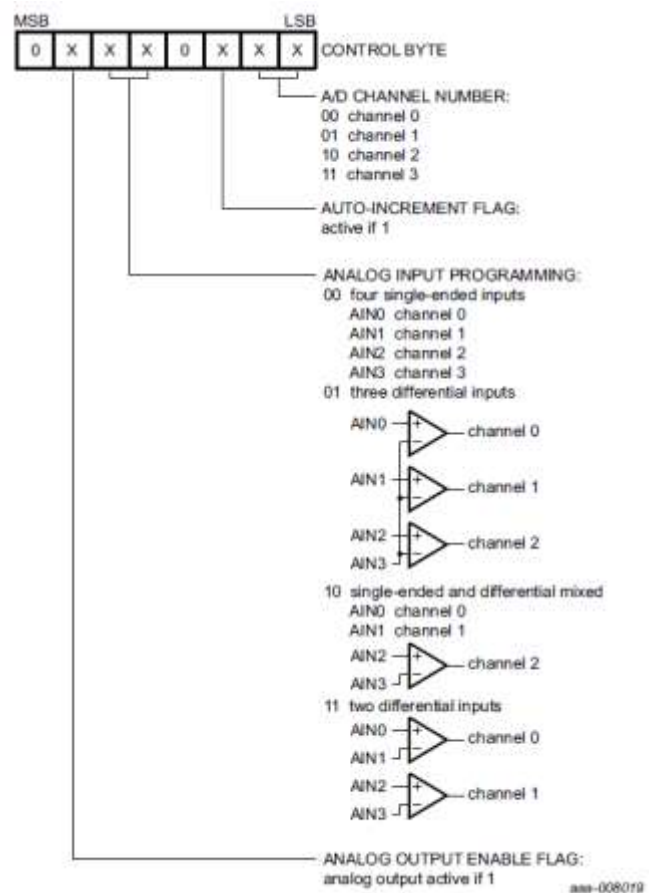 MSB LSB
0 X X X 0 X X X CONTROL BYTE
A/D CHANNEL NUMBER:
00 channel 0
01 channel 1
10 channel 2
11 channel 3
AUTO-INCREMENT FLAG:
active if 1
ANALOG INPUT PROGRAMMING:
00 four single-ended inputs
AIN0 channel 0
AIN1 channel 1
AIN2 channel 2
AIN3 channel 3
01 three differential inputs
AIN0 + − channel 0
AIN1 + − channel 1
AIN2 + − channel 2
AIN3
10 single-ended and differential mixed
AIN0 channel 0
AIN1 channel 1
AIN2 + − channel 2
AIN3
11 two differential inputs
AIN0 + − channel 0
AIN1
AIN2 + − channel 1
AIN3
ANALOG OUTPUT ENABLE FLAG:
analog output active if 1
aaa-008019